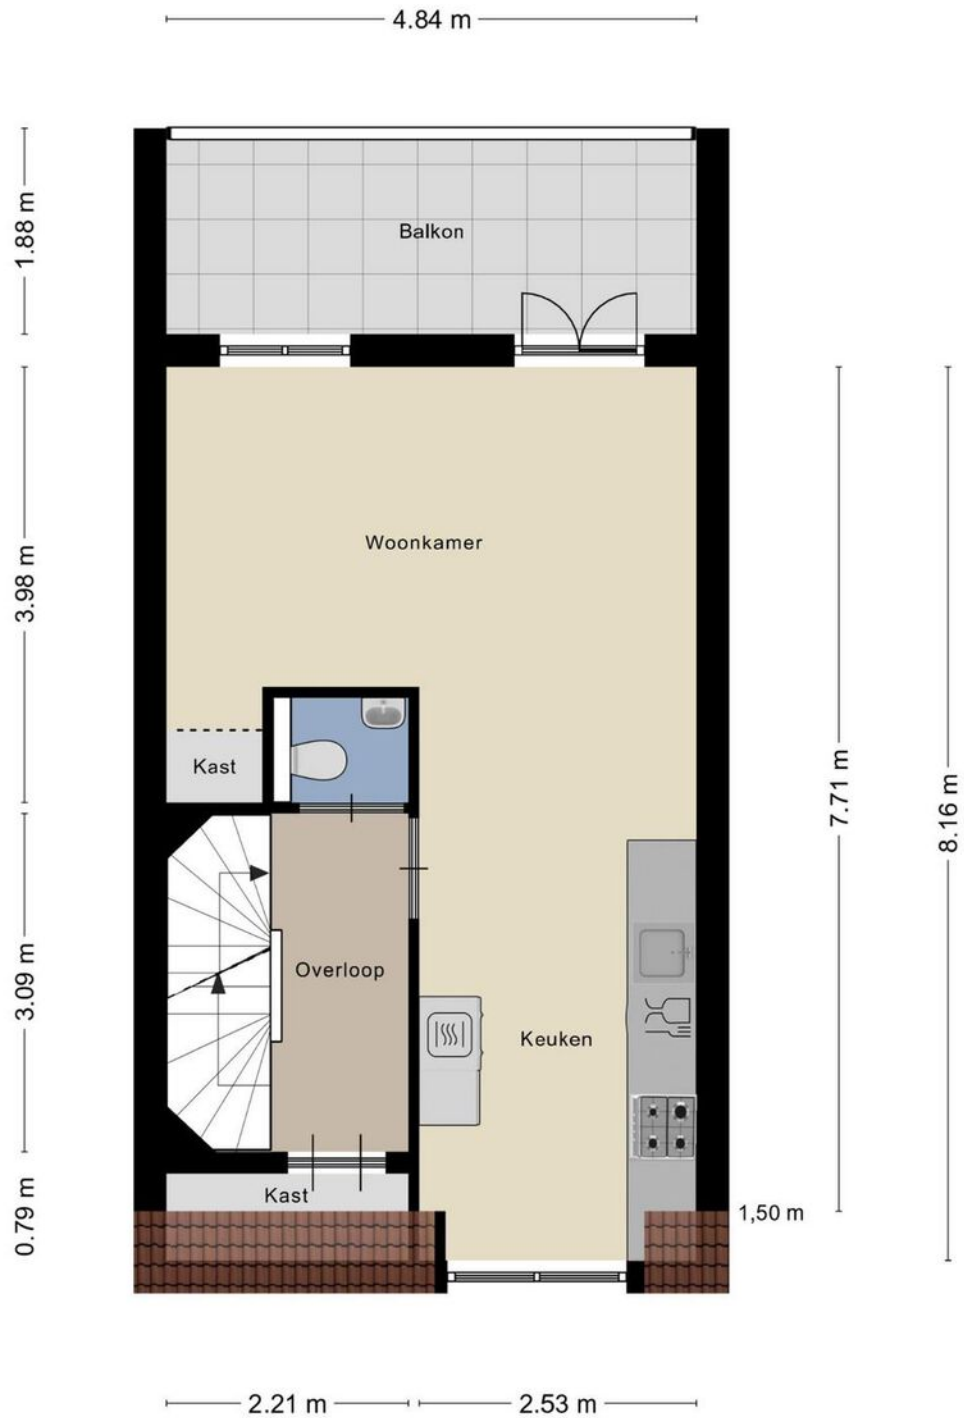 4.84 m
1.88 m
Balkon
3.98 m
Woonkamer
Kast
7.71 m
8.16 m
3.09 m
Overloop
Keuken
0.79 m
Kast
1,50 m
2.21 m
2.53 m